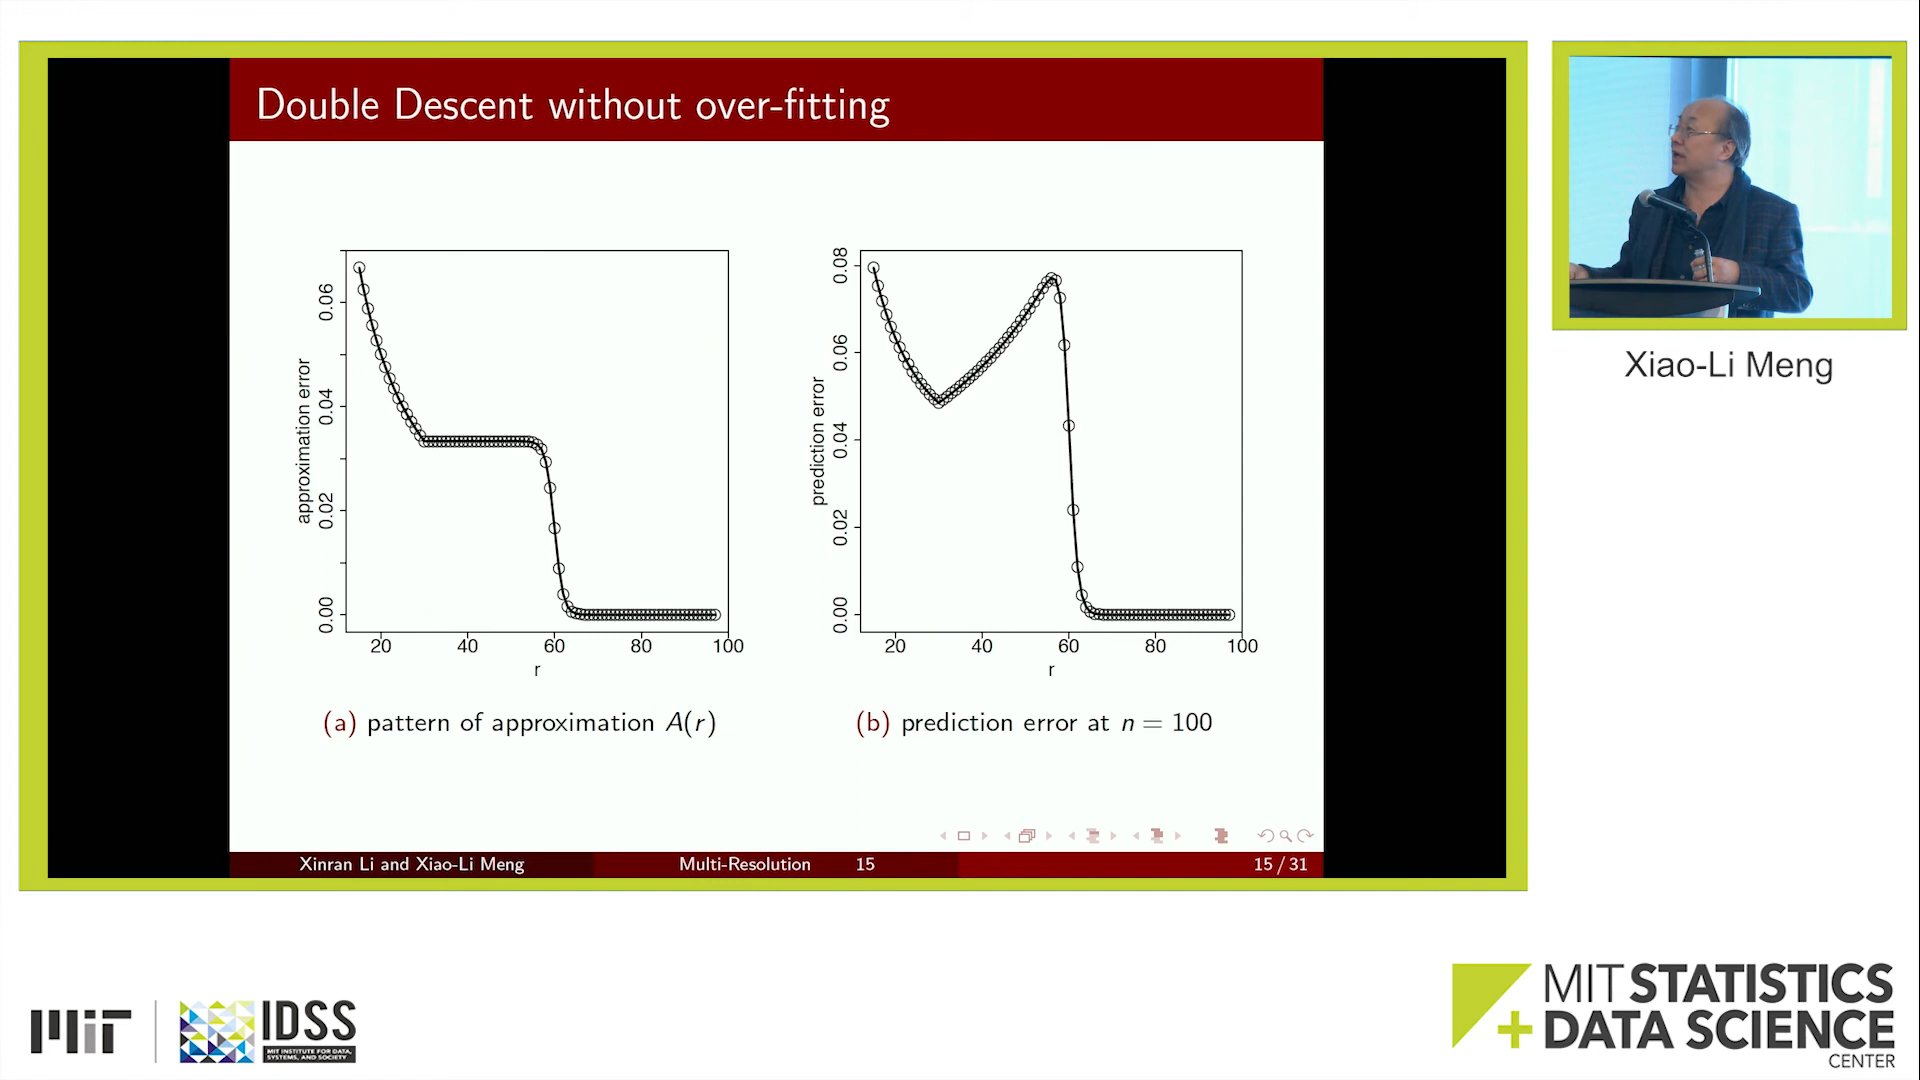 Double Descent without over-fitting
approximation error
0.00 0.02 0.04 0.06
20 40 60 80 100
r
(a) pattern of approximation A(r)
prediction error
0.00 0.02 0.04 0.06 0.08
20 40 60 80 100
r
(b) prediction error at n = 100
Xinran Li and Xiao-Li Meng Multi-Resolution 15 15 / 31
Xiao-Li Meng
MIT
IDSS
MIT INSTITUTE FOR DATA,
SYSTEMS, AND SOCIETY
MIT STATISTICS
+ DATA SCIENCE
CENTER